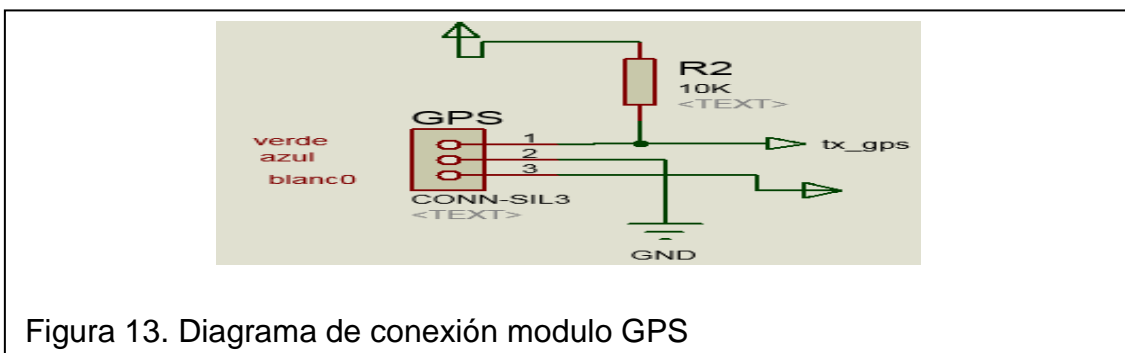 R2
10K
<TEXT>
GPS
verde
azul
blanc0
1
2
3
tx_gps
CONN-SIL3
<TEXT>
GND
Figura 13. Diagrama de conexión modulo GPS